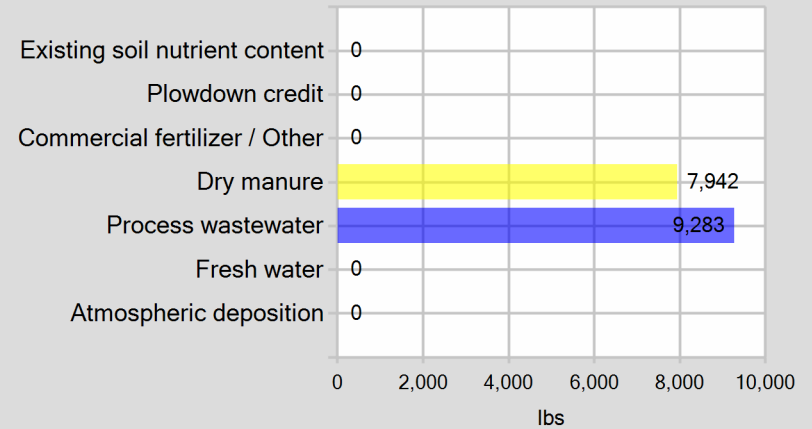 Existing soil nutrient content 0
Plowdown credit 0
Commercial fertilizer / Other 0
Dry manure 7,942
Process wastewater 9,283
Fresh water 0
Atmospheric deposition 0
0 2,000 4,000 6,000 8,000 10,000
lbs